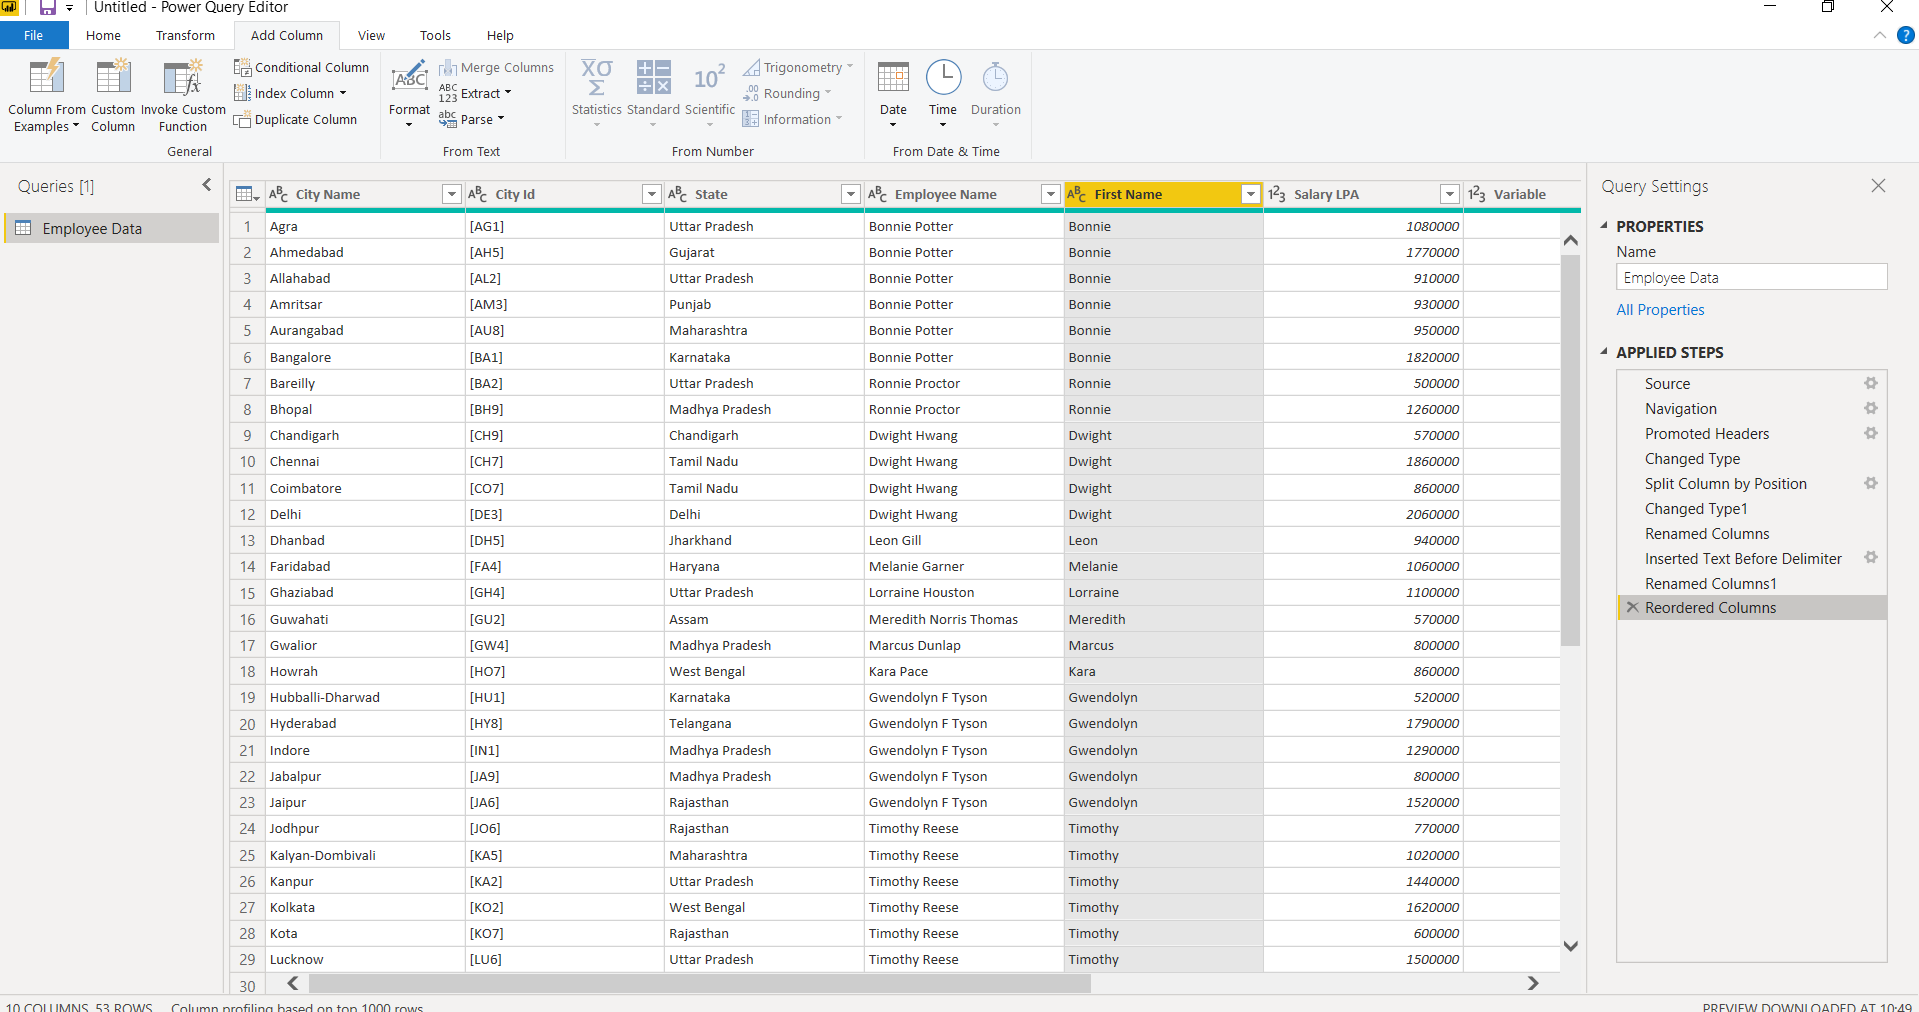 Untitled - Power Query Editor
File Home Transform Add Column View Tools Help ?
Column From Examples
Custom Column
Invoke Custom Function
Conditional Column
Index Column
Duplicate Column
General
ABC
Format
Merge Columns
ABC 123 Extract
abc Parse
From Text
XΣ Statistics
Standard
10² Scientific
Trigonometry
.00 Rounding
Information
From Number
Date
Time
Duration
From Date & Time
Queries [1]
Employee Data
ABC City Name ABC City Id ABC State ABC Employee Name ABC First Name 123 Salary LPA 123 Variable
1 Agra [AG1] Uttar Pradesh Bonnie Potter Bonnie 1080000
2 Ahmedabad [AH5] Gujarat Bonnie Potter Bonnie 1770000
3 Allahabad [AL2] Uttar Pradesh Bonnie Potter Bonnie 910000
4 Amritsar [AM3] Punjab Bonnie Potter Bonnie 930000
5 Aurangabad [AU8] Maharashtra Bonnie Potter Bonnie 950000
6 Bangalore [BA1] Karnataka Bonnie Potter Bonnie 1820000
7 Bareilly [BA2] Uttar Pradesh Ronnie Proctor Ronnie 500000
8 Bhopal [BH9] Madhya Pradesh Ronnie Proctor Ronnie 1260000
9 Chandigarh [CH9] Chandigarh Dwight Hwang Dwight 570000
10 Chennai [CH7] Tamil Nadu Dwight Hwang Dwight 1860000
11 Coimbatore [CO7] Tamil Nadu Dwight Hwang Dwight 860000
12 Delhi [DE3] Delhi Dwight Hwang Dwight 2060000
13 Dhanbad [DH5] Jharkhand Leon Gill Leon 940000
14 Faridabad [FA4] Haryana Melanie Garner Melanie 1060000
15 Ghaziabad [GH4] Uttar Pradesh Lorraine Houston Lorraine 1100000
16 Guwahati [GU2] Assam Meredith Norris Thomas Meredith 570000
17 Gwalior [GW4] Madhya Pradesh Marcus Dunlap Marcus 800000
18 Howrah [HO7] West Bengal Kara Pace Kara 860000
19 Hubballi-Dharwad [HU1] Karnataka Gwendolyn F Tyson Gwendolyn 520000
20 Hyderabad [HY8] Telangana Gwendolyn F Tyson Gwendolyn 1790000
21 Indore [IN1] Madhya Pradesh Gwendolyn F Tyson Gwendolyn 1290000
22 Jabalpur [JA9] Madhya Pradesh Gwendolyn F Tyson Gwendolyn 800000
23 Jaipur [JA6] Rajasthan Gwendolyn F Tyson Gwendolyn 1520000
24 Jodhpur [JO6] Rajasthan Timothy Reese Timothy 770000
25 Kalyan-Dombivali [KA5] Maharashtra Timothy Reese Timothy 1020000
26 Kanpur [KA2] Uttar Pradesh Timothy Reese Timothy 1440000
27 Kolkata [KO2] West Bengal Timothy Reese Timothy 1620000
28 Kota [KO7] Rajasthan Timothy Reese Timothy 600000
29 Lucknow [LU6] Uttar Pradesh Timothy Reese Timothy 1500000
30
Query Settings
PROPERTIES
Name
Employee Data
All Properties
APPLIED STEPS
Source
Navigation
Promoted Headers
Changed Type
Split Column by Position
Changed Type1
Renamed Columns
Inserted Text Before Delimiter
Renamed Columns1
Reordered Columns
10 COLUMNS, 53 ROWS Column profiling based on top 1000 rows PREVIEW DOWNLOADED AT 10:49